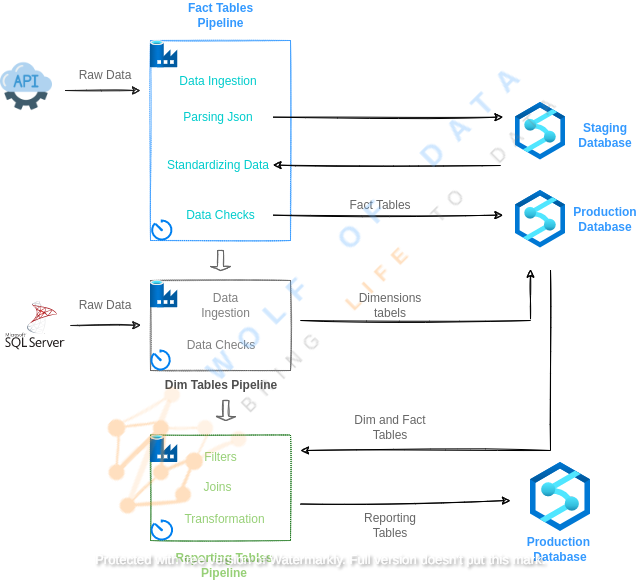 Fact Tables
Pipeline
API
Raw Data
Data Ingestion
Parsing Json
Standardizing Data
Data Checks
Fact Tables
Staging
Database
Production
Database
Microsoft
SQL Server
Raw Data
Data
Ingestion
Data Checks
Dim Tables Pipeline
Dimensions
tabels
Dim and Fact
Tables
Filters
Joins
Transformation
Reporting Tables
Pipeline
Reporting
Tables
Production
Database
WOLF OF DATA
BRING LIFE TO DATA
Protected with free version of Watermarkly. Full version doesn't put this mark.